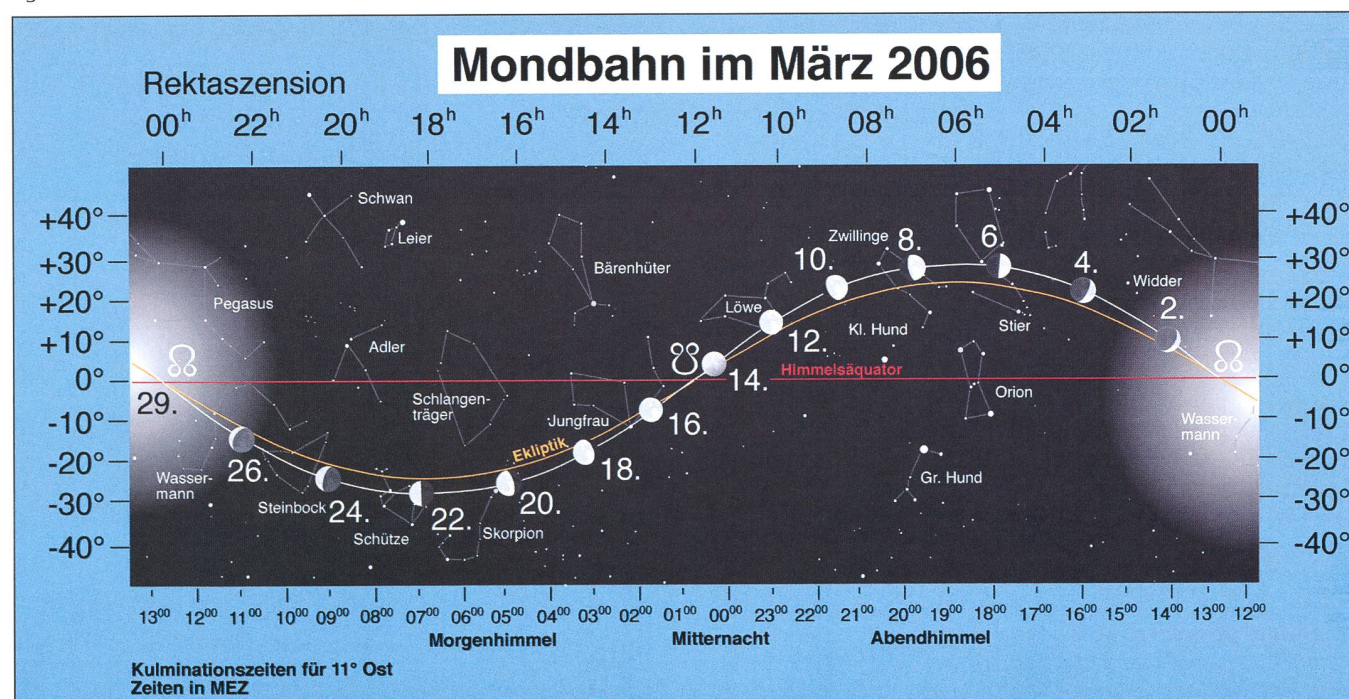 Mondbahn im März 2006
Rektaszension
00h 22h 20h 18h 16h 14h 12h 10h 08h 06h 04h 02h 00h
+40° +40°
+30° +30°
+20° +20°
+10° +10°
0° 0°
-10° -10°
-20° -20°
-30° -30°
-40° -40°
Schwan
Leier
Pegasus
Bärenhüter
Zwillinge
Löwe
Widder
Adler
Kl. Hund
Stier
Himmelsäquator
Schlangen-
träger
Jungfrau
Orion
Ekliptik
Wasser-
mann
Wasser-
mann
Steinbock
Schütze
Skorpion
Gr. Hund
☊ ☋ ☊
29. 26. 24. 22. 20. 18. 16. 14. 12. 10. 8. 6. 4. 2.
13⁰⁰ 12⁰⁰ 11⁰⁰ 10⁰⁰ 09⁰⁰ 08⁰⁰ 07⁰⁰ 06⁰⁰ 05⁰⁰ 04⁰⁰ 03⁰⁰ 02⁰⁰ 01⁰⁰ 00⁰⁰ 23⁰⁰ 22⁰⁰ 21⁰⁰ 20⁰⁰ 19⁰⁰ 18⁰⁰ 17⁰⁰ 16⁰⁰ 15⁰⁰ 14⁰⁰ 13⁰⁰ 12⁰⁰
Morgenhimmel Mitternacht Abendhimmel
Kulminationszeiten für 11° Ost
Zeiten in MEZ